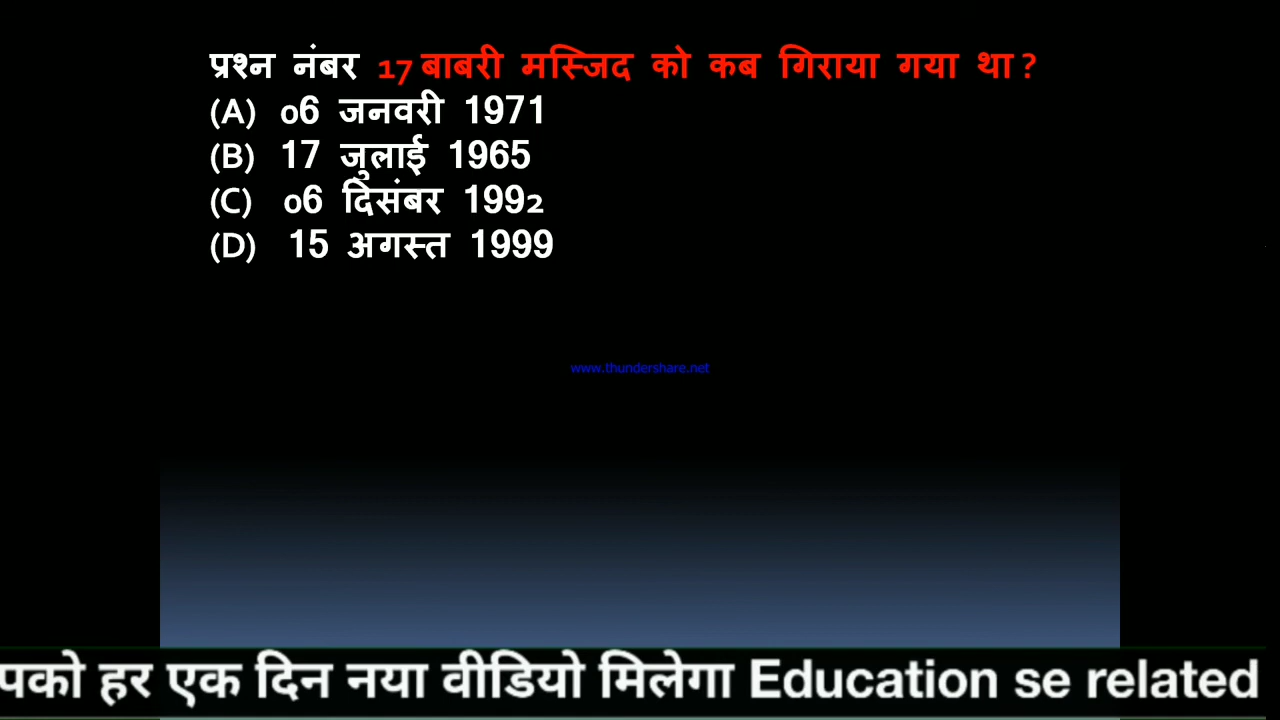 प्रश्न नंबर 17 बाबरी मस्जिद को कब गिराया गया था ?
(A) 06 जनवरी 1971
(B) 17 जुलाई 1965
(C) 06 दिसंबर 1992
(D) 15 अगस्त 1999
www.thundershare.net
पको हर एक दिन नया वीडियो मिलेगा Education se related